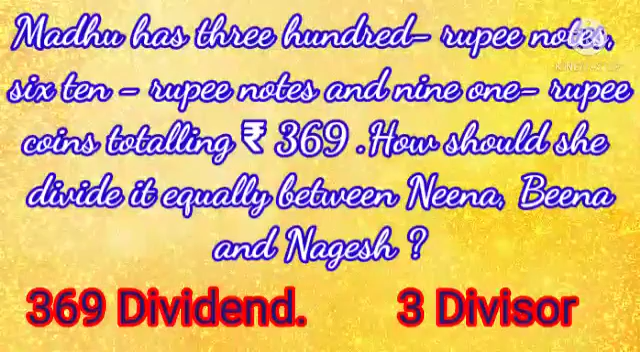 Madhu has three hundred- rupee notes,
six ten - rupee notes and nine one- rupee
coins totalling ₹ 369 .How should she
divide it equally between Neena, Beena
and Nagesh ?
369 Dividend. 3 Divisor